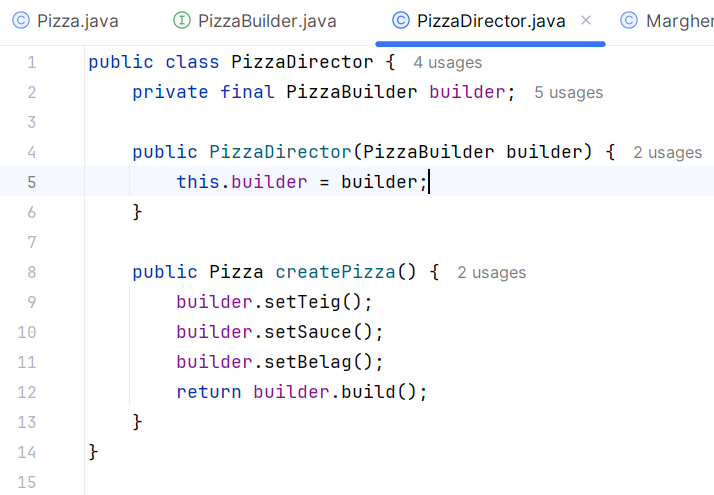 Pizza.java PizzaBuilder.java PizzaDirector.java × Margher
1 public class PizzaDirector { 4 usages
2 private final PizzaBuilder builder; 5 usages
3
4 public PizzaDirector(PizzaBuilder builder) { 2 usages
5 this.builder = builder;
6 }
7
8 public Pizza createPizza() { 2 usages
9 builder.setTeig();
10 builder.setSauce();
11 builder.setBelag();
12 return builder.build();
13 }
14 }
15